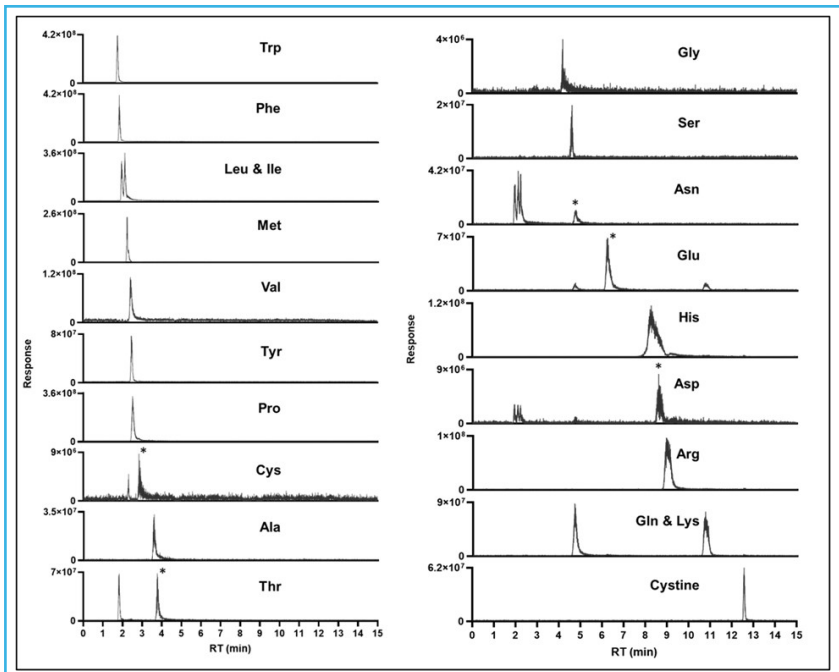 4.2×10⁸
0
Trp
4.2×10⁸
0
Phe
3.6×10⁸
0
Leu & Ile
2.6×10⁸
0
Met
1.2×10⁸
0
Val
8×10⁷
0
Tyr
3.6×10⁸
0
Pro
9×10⁶
0
Cys
*
3.5×10⁷
0
Ala
7×10⁷
0
Thr
*
Response
0 1 2 3 4 5 6 7 8 9 10 11 12 13 14 15
RT (min)
4×10⁶
0
Gly
2×10⁷
0
Ser
4.2×10⁷
0
Asn
*
7×10⁷
0
Glu
*
1.2×10⁸
0
His
9×10⁶
0
Asp
*
1×10⁸
0
Arg
9×10⁷
0
Gln & Lys
6.2×10⁷
0
Cystine
Response
0 1 2 3 4 5 6 7 8 9 10 11 12 13 14 15
RT (min)